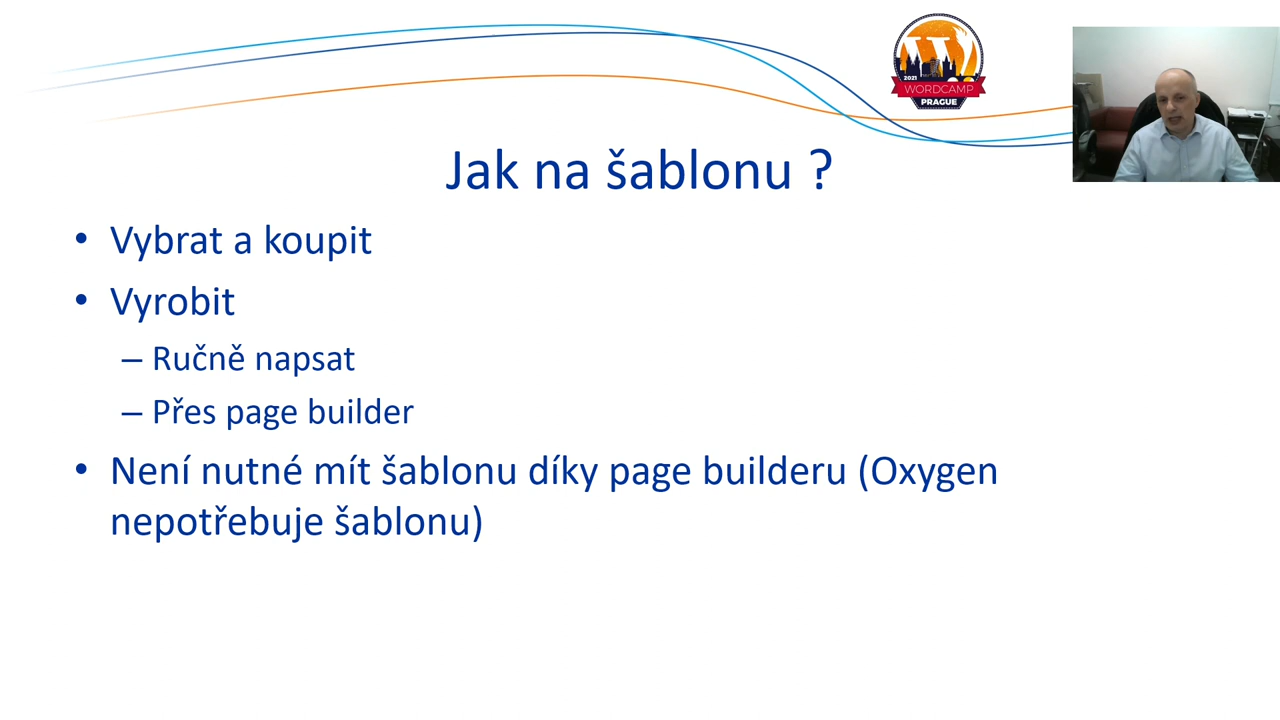 2021
WORDCAMP
PRAGUE
Jak na šablonu ?
• Vybrat a koupit
• Vyrobit
– Ručně napsat
– Přes page builder
• Není nutné mít šablonu díky page builderu (Oxygen
nepotřebuje šablonu)